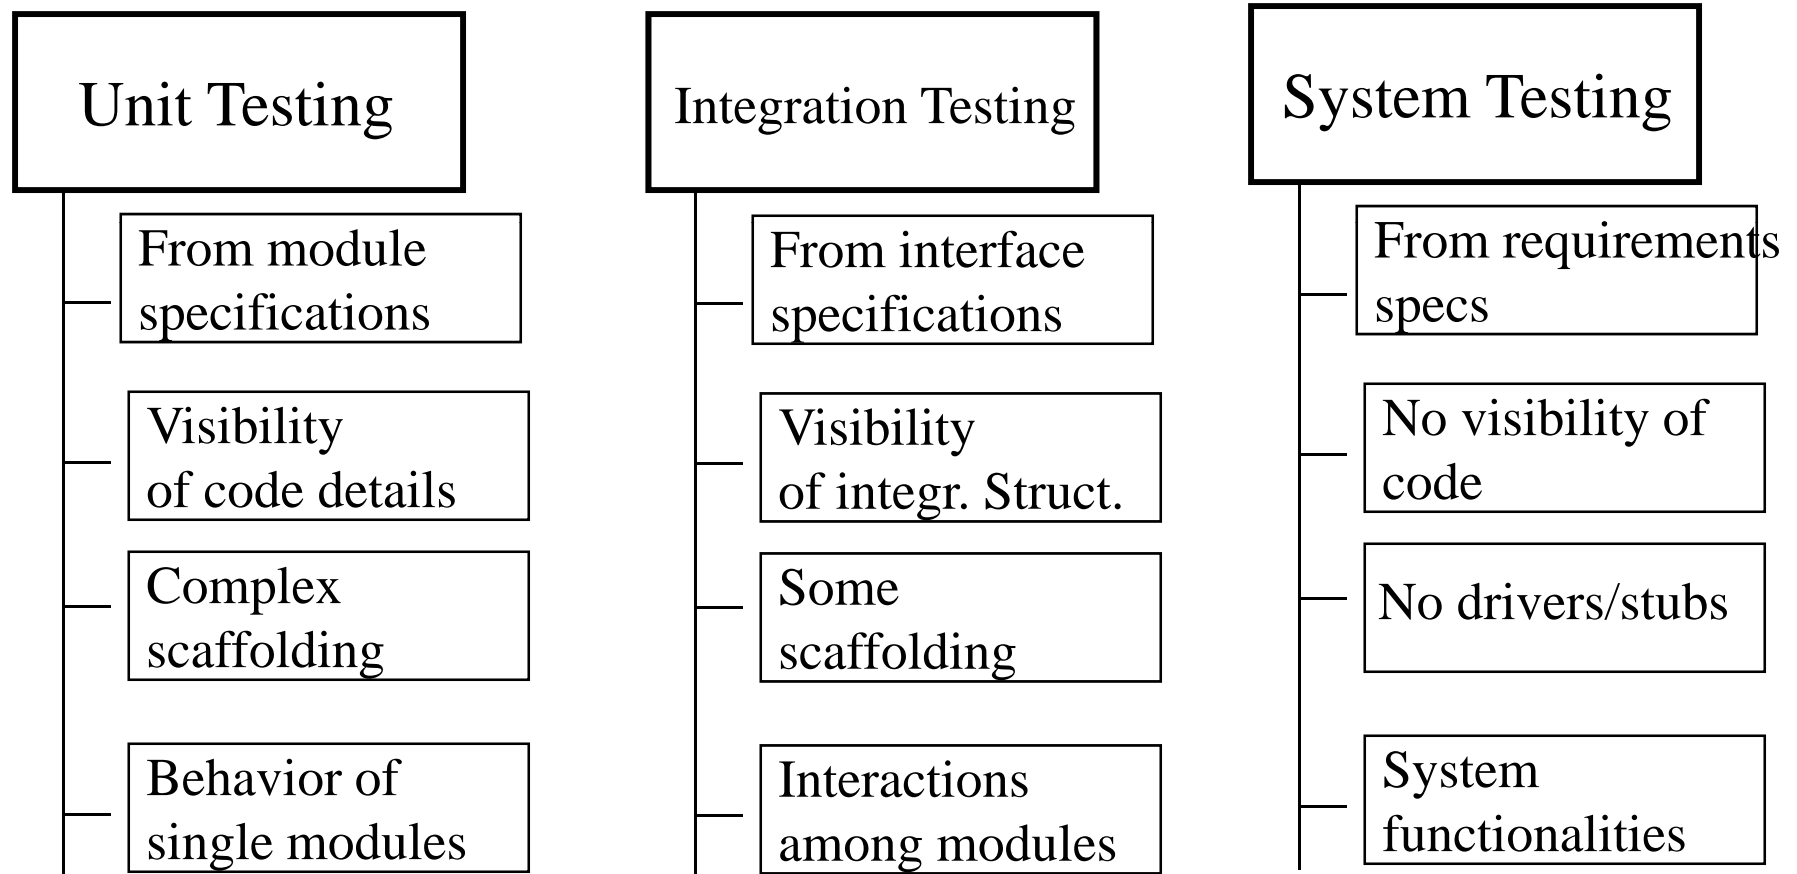 Unit Testing
From module
specifications
Visibility
of code details
Complex
scaffolding
Behavior of
single modules
Integration Testing
From interface
specifications
Visibility
of integr. Struct.
Some
scaffolding
Interactions
among modules
System Testing
From requirements
specs
No visibility of
code
No drivers/stubs
System
functionalities